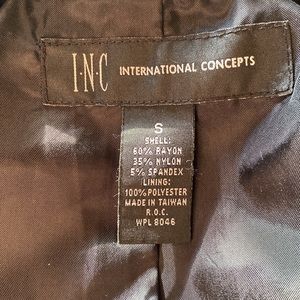 I·N·C INTERNATIONAL CONCEPTS
S
SHELL:
60% RAYON
35% NYLON
5% SPANDEX
LINING:
100% POLYESTER
MADE IN TAIWAN
R.O.C.
WPL 8046